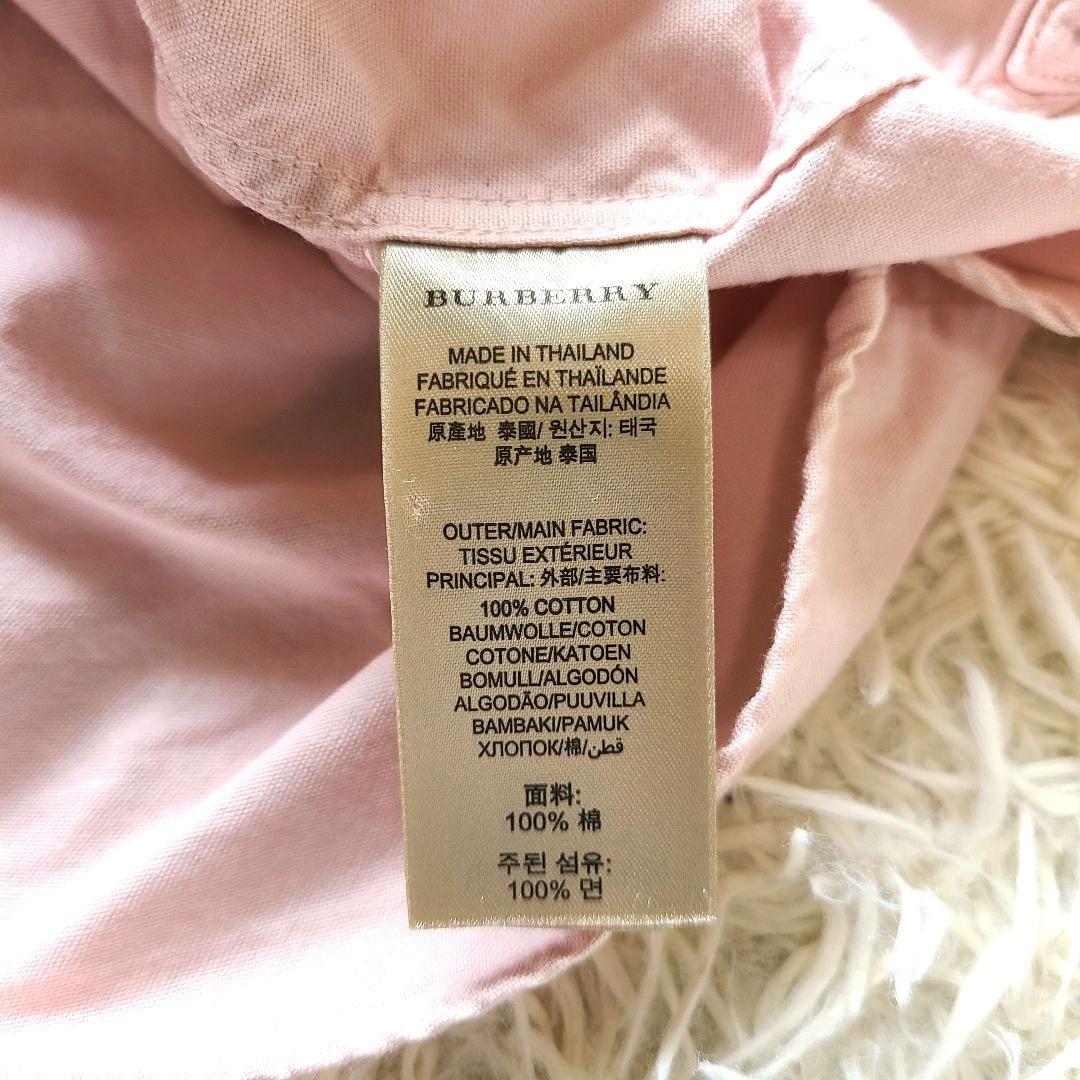 BURBERRY
MADE IN THAILAND
FABRIQUÉ EN THAÏLANDE
FABRICADO NA TAILÂNDIA
原產地 泰國/ 원산지: 태국
原产地 泰国
OUTER/MAIN FABRIC:
TISSU EXTÉRIEUR
PRINCIPAL: 外部/主要布料:
100% COTTON
BAUMWOLLE/COTON
COTONE/KATOEN
BOMULL/ALGODÓN
ALGODÃO/PUUVILLA
BAMBAKI/PAMUK
ХЛОПОК/棉/قطن
面料:
100% 棉
주된 섬유:
100% 면